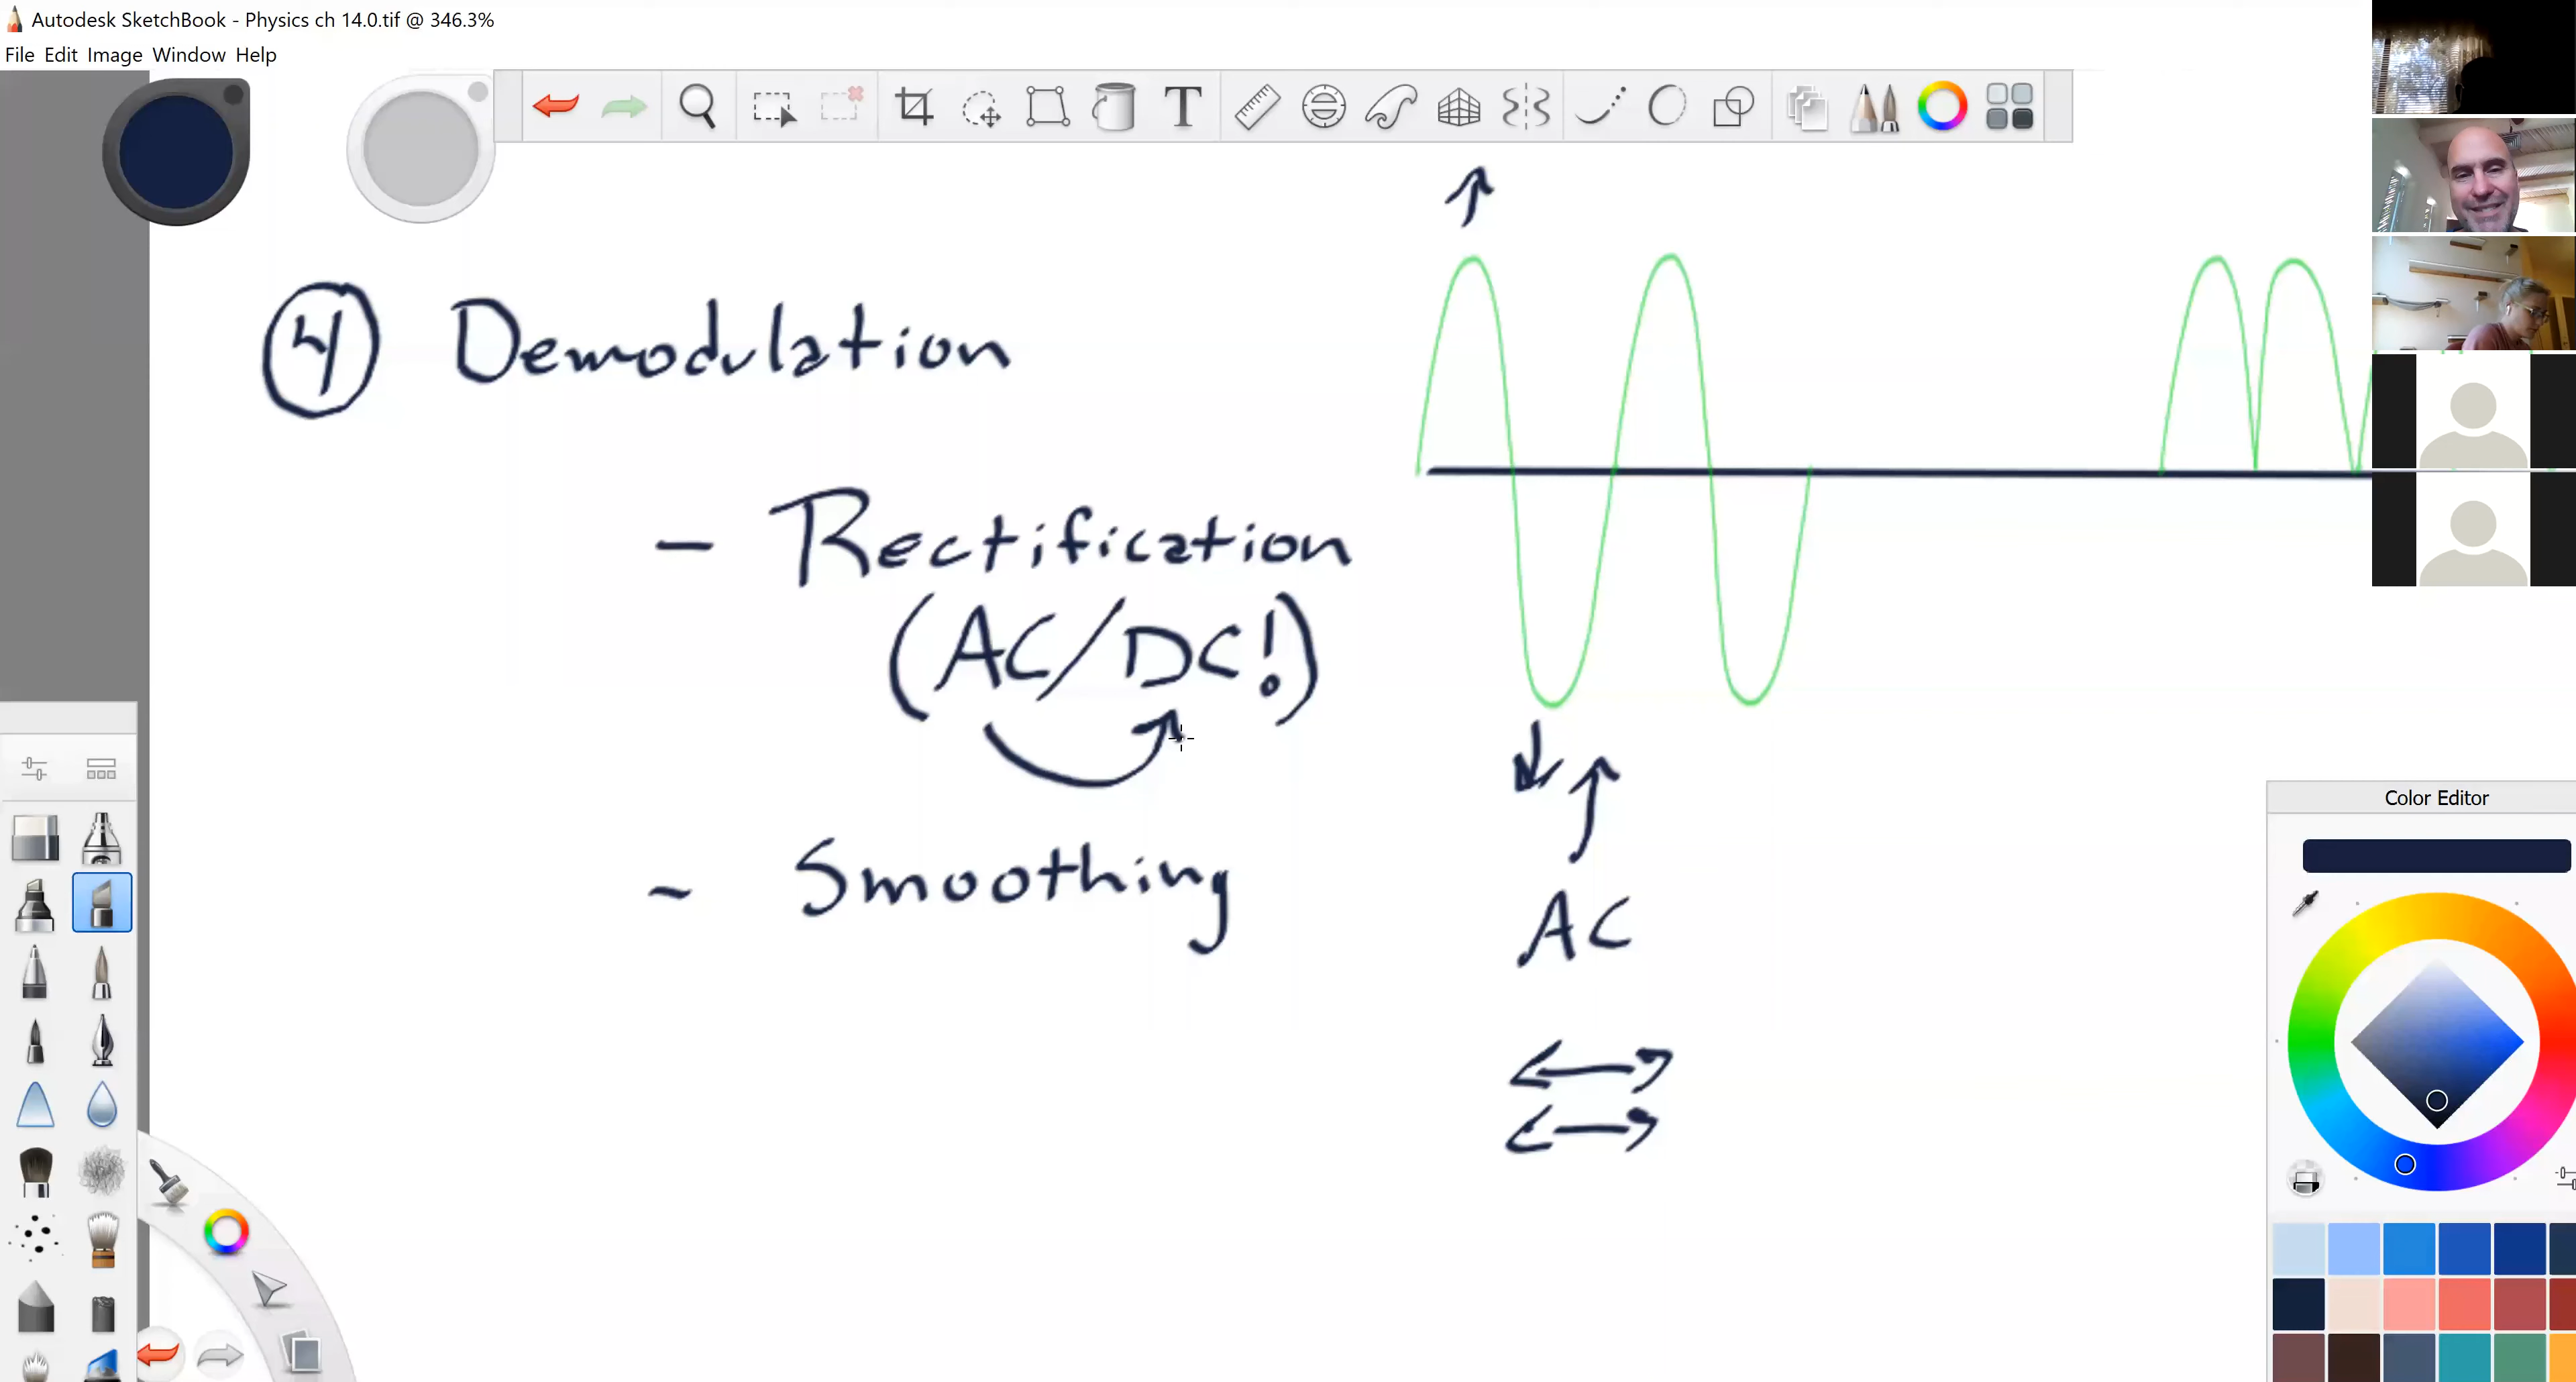 Autodesk SketchBook - Physics ch 14.0.tif @ 346.3%
File Edit Image Window Help
④ Demodulation
- Rectification
(AC/DC!)
- Smoothing
AC
Color Editor